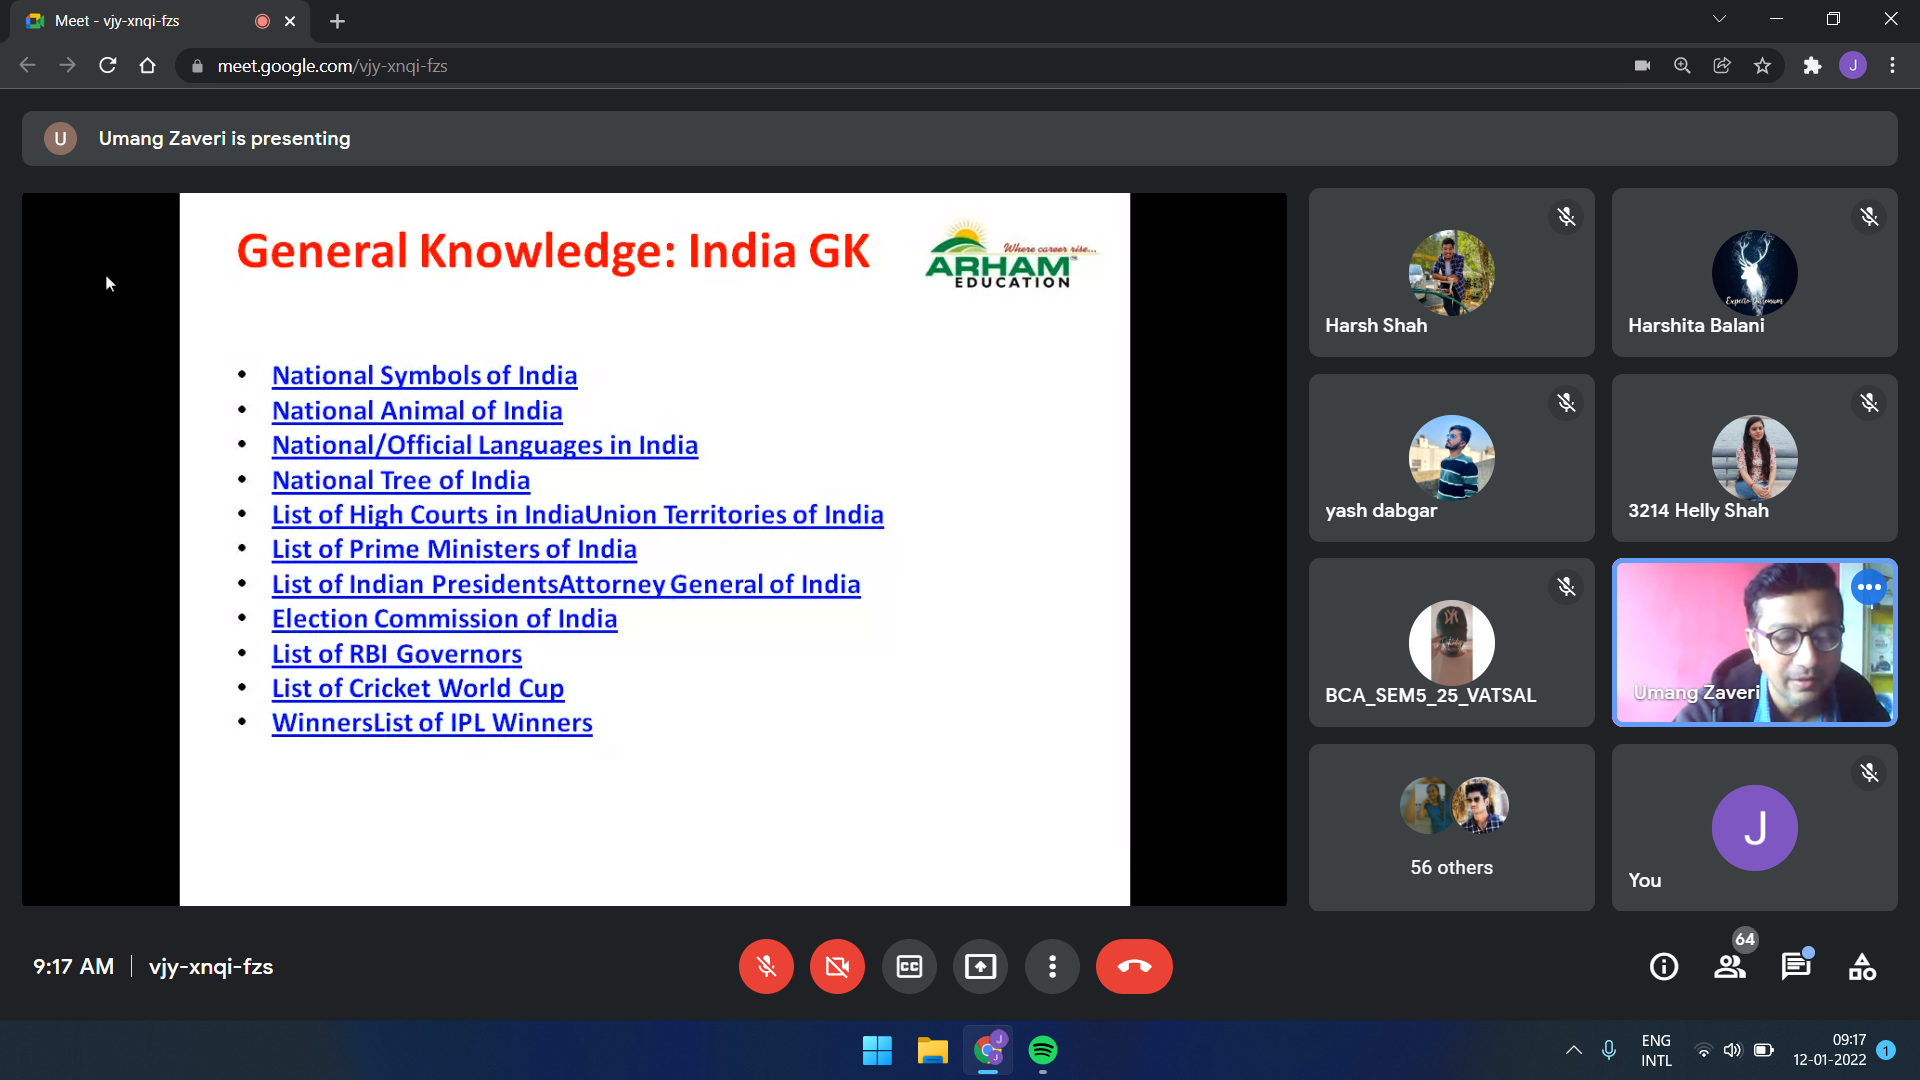 Meet - vjy-xnqi-fzs
meet.google.com/vjy-xnqi-fzs
J
U
Umang Zaveri is presenting
General Knowledge: India GK
Where career rise...
ARHAM
TM
EDUCATION
• National Symbols of India
• National Animal of India
• National/Official Languages in India
• National Tree of India
• List of High Courts in IndiaUnion Territories of India
• List of Prime Ministers of India
• List of Indian PresidentsAttorney General of India
• Election Commission of India
• List of RBI Governors
• List of Cricket World Cup
• WinnersList of IPL Winners
Harsh Shah
Expecto
Harshita Balani
yash dabgar
3214 Helly Shah
BCA_SEM5_25_VATSAL
Umang Zaveri
56 others
J
You
9:17 AM | vjy-xnqi-fzs
CC
64
J
J
ENG
INTL
09:17
12-01-2022
1